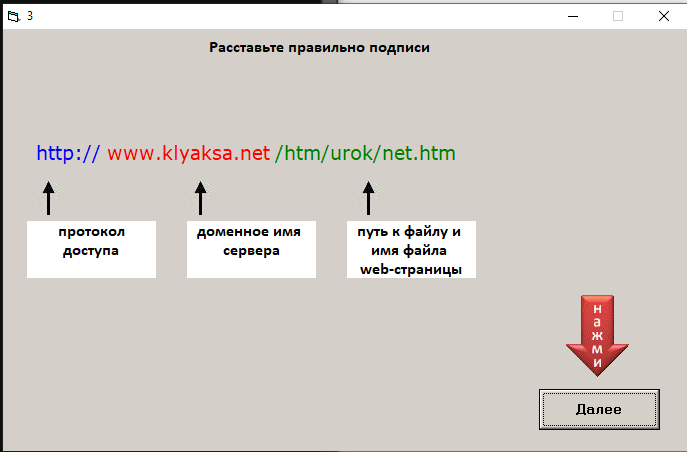 3
Расставьте правильно подписи
http:// www.klyaksa.net /htm/urok/net.htm
протокол
доступа
доменное имя
сервера
путь к файлу и
имя файла
web-страницы
нажми
Далее